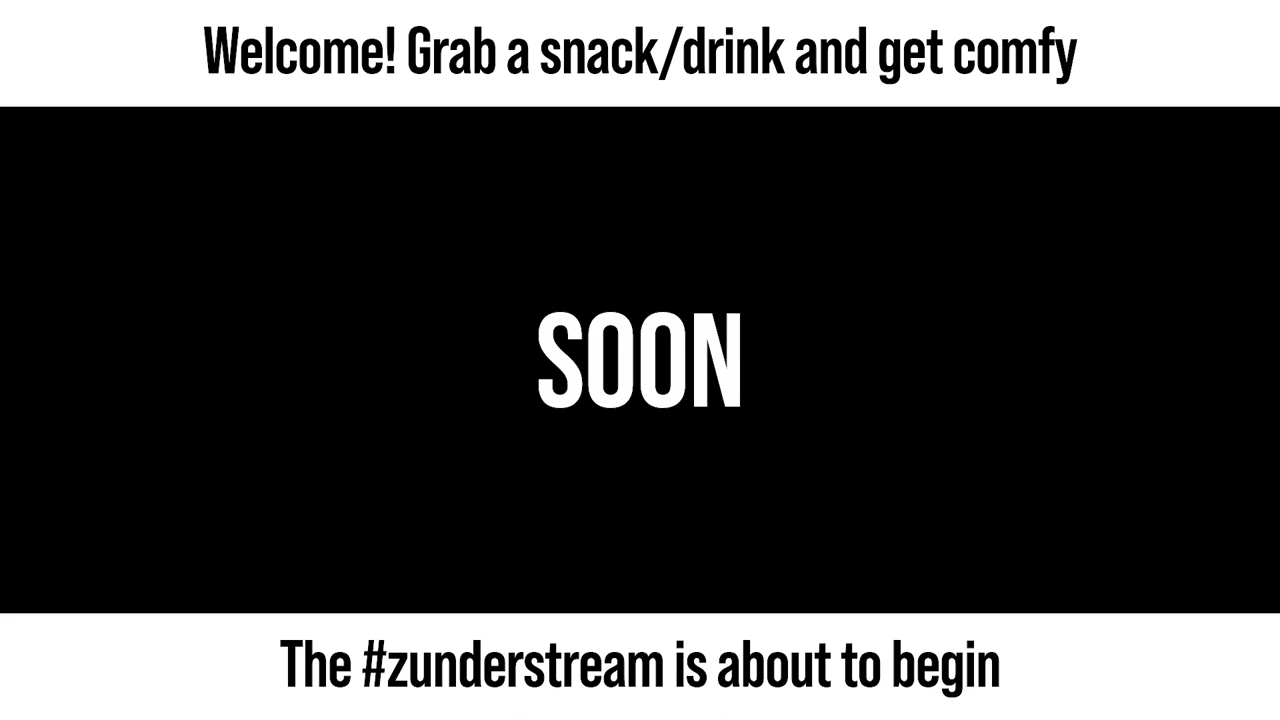 Welcome! Grab a snack/drink and get comfy
SOON
The #zunderstream is about to begin